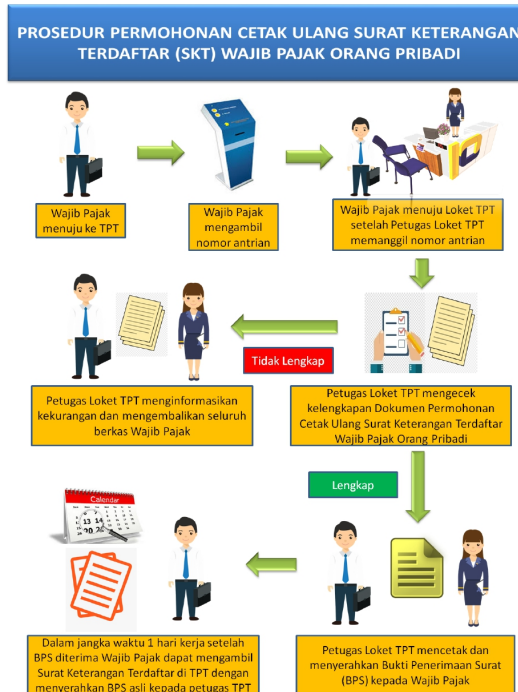 PROSEDUR PERMOHONAN CETAK ULANG SURAT KETERANGAN
TERDAFTAR (SKT) WAJIB PAJAK ORANG PRIBADI
Wajib Pajak
menuju ke TPT
Wajib Pajak
mengambil
nomor antrian
Wajib Pajak menuju Loket TPT
setelah Petugas Loket TPT
memanggil nomor antrian
Tidak Lengkap
Petugas Loket TPT menginformasikan
kekurangan dan mengembalikan seluruh
berkas Wajib Pajak
Petugas Loket TPT mengecek
kelengkapan Dokumen Permohonan
Cetak Ulang Surat Keterangan Terdaftar
Wajib Pajak Orang Pribadi
Lengkap
Calendar
13 14
20
Dalam jangka waktu 1 hari kerja setelah
BPS diterima Wajib Pajak dapat mengambil
Surat Keterangan Terdaftar di TPT dengan
menyerahkan BPS asli kepada petugas TPT
Petugas Loket TPT mencetak dan
menyerahkan Bukti Penerimaan Surat
(BPS) kepada Wajib Pajak